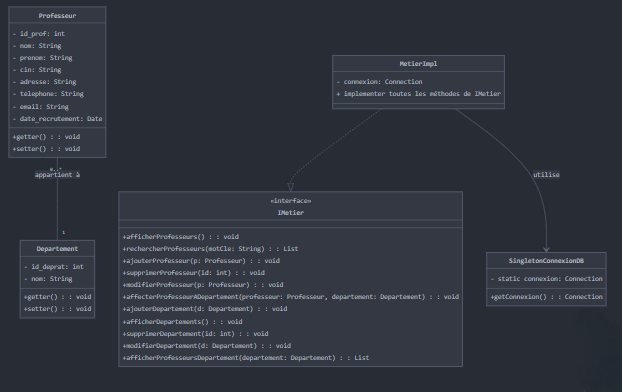 Professeur
- id_prof: int
- nom: String
- prenom: String
- cin: String
- adresse: String
- telephone: String
- email: String
- date_recrutement: Date
+getter() : : void
+setter() : : void
0..*
appartient à
1
Departement
- id_deprat: int
- nom: String
+getter() : : void
+setter() : : void
MetierImpl
- connexion: Connection
+ implementer toutes les méthodes de IMetier
utilise
«interface»
IMetier
+afficherProfesseurs() : : void
+rechercherProfesseurs(motCle: String) : : List
+ajouterProfesseur(p: Professeur) : : void
+supprimerProfesseur(id: int) : : void
+modifierProfesseur(p: Professeur) : : void
+affecterProfesseurADepartement(professeur: Professeur, departement: Departement) : : void
+ajouterDepartement(d: Departement) : : void
+afficherDepartements() : : void
+supprimerDepartement(id: int) : : void
+modifierDepartement(d: Departement) : : void
+afficherProfesseursDepartement(departement: Departement) : : List
SingletonConnexionDB
- static connexion: Connection
+getConnexion() : : Connection